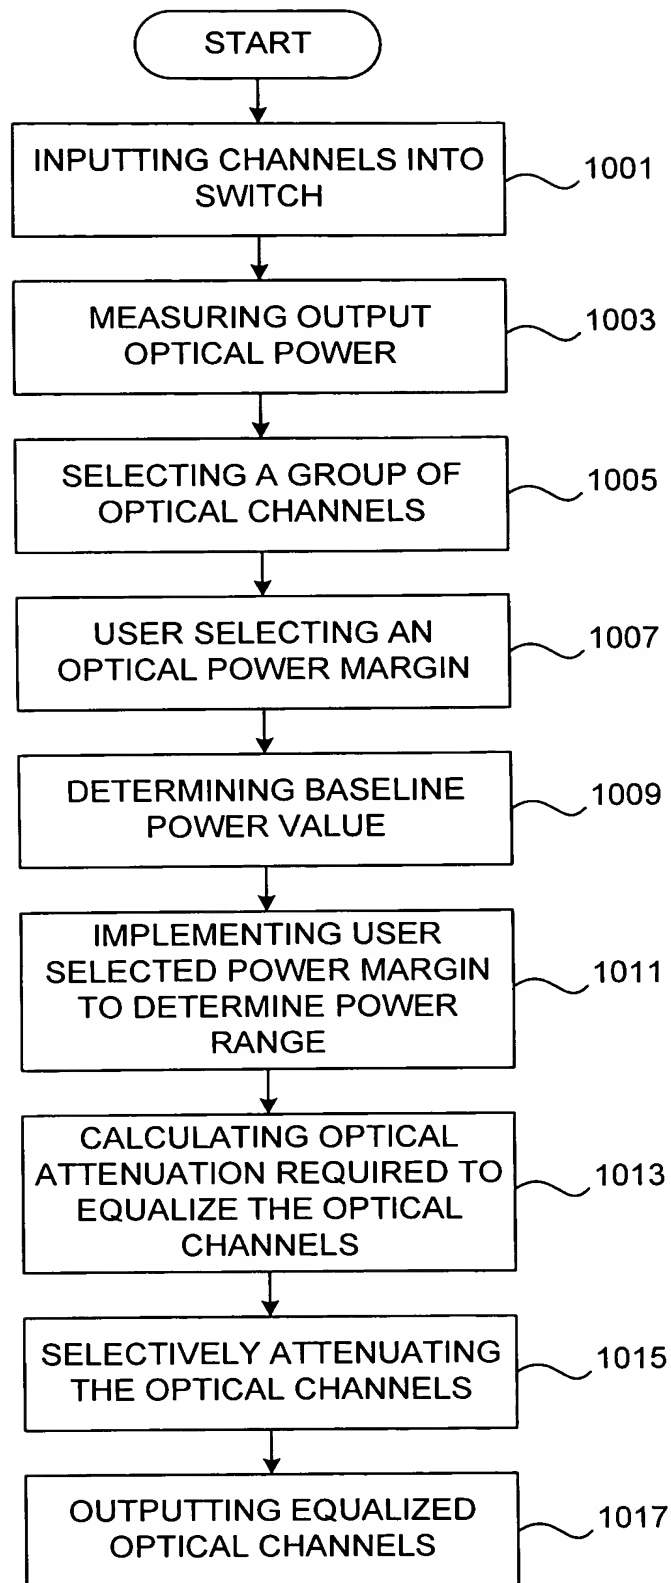 START
INPUTTING CHANNELS INTO
SWITCH
1001
MEASURING OUTPUT
OPTICAL POWER
1003
SELECTING A GROUP OF
OPTICAL CHANNELS
1005
USER SELECTING AN
OPTICAL POWER MARGIN
1007
DETERMINING BASELINE
POWER VALUE
1009
IMPLEMENTING USER
SELECTED POWER MARGIN
TO DETERMINE POWER
RANGE
1011
CALCULATING OPTICAL
ATTENUATION REQUIRED TO
EQUALIZE THE OPTICAL
CHANNELS
1013
SELECTIVELY ATTENUATING
THE OPTICAL CHANNELS
1015
OUTPUTTING EQUALIZED
OPTICAL CHANNELS
1017